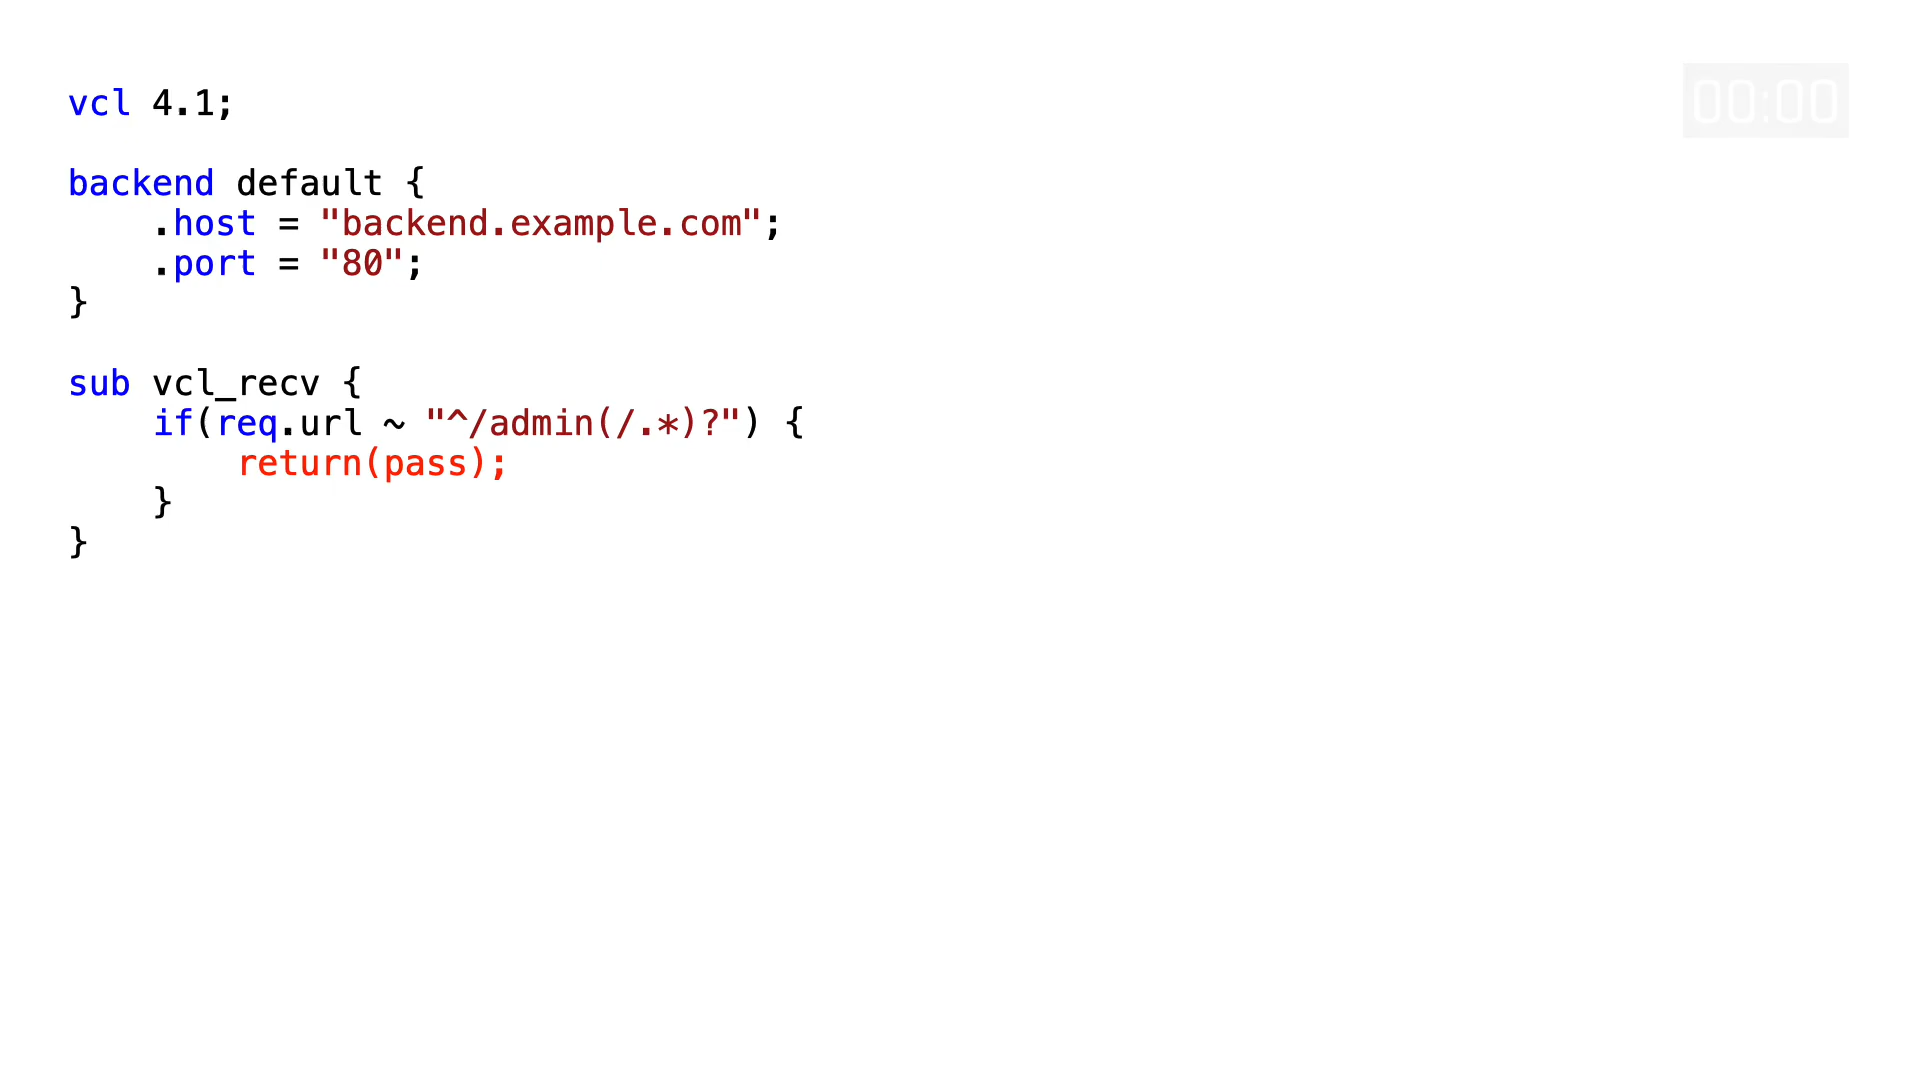 vcl 4.1;
00:00
backend default {
    .host = "backend.example.com";
    .port = "80";
}
sub vcl_recv {
    if(req.url ~ "^/admin(/.*)?") {
        return(pass);
    }
}